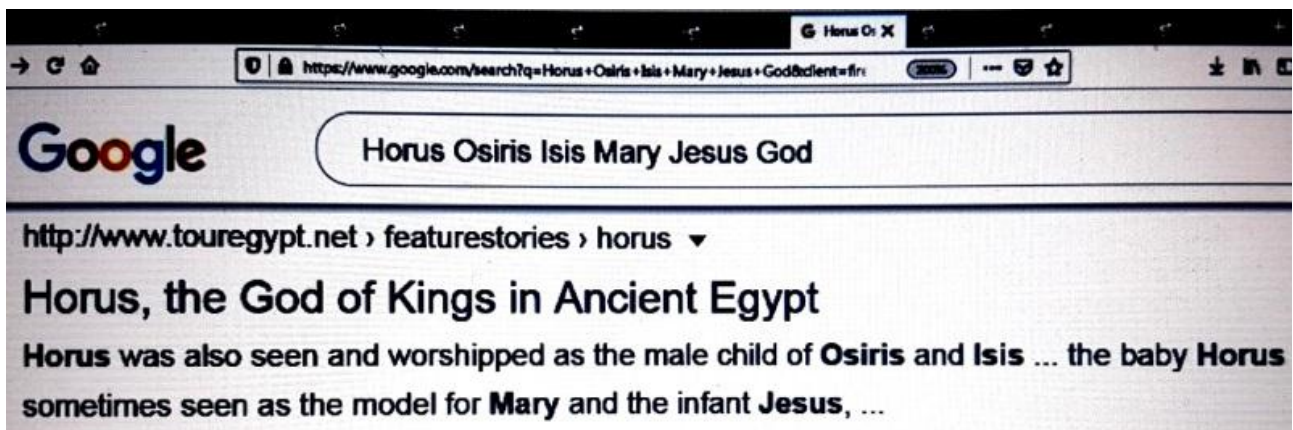 G Horus Os X
https://www.google.com/search?q=Horus+Osiris+Isis+Mary+Jesus+God&client=fire
200%
Google
Horus Osiris Isis Mary Jesus God
http://www.touregypt.net › featurestories › horus
Horus, the God of Kings in Ancient Egypt
Horus was also seen and worshipped as the male child of Osiris and Isis ... the baby Horus
sometimes seen as the model for Mary and the infant Jesus, ...